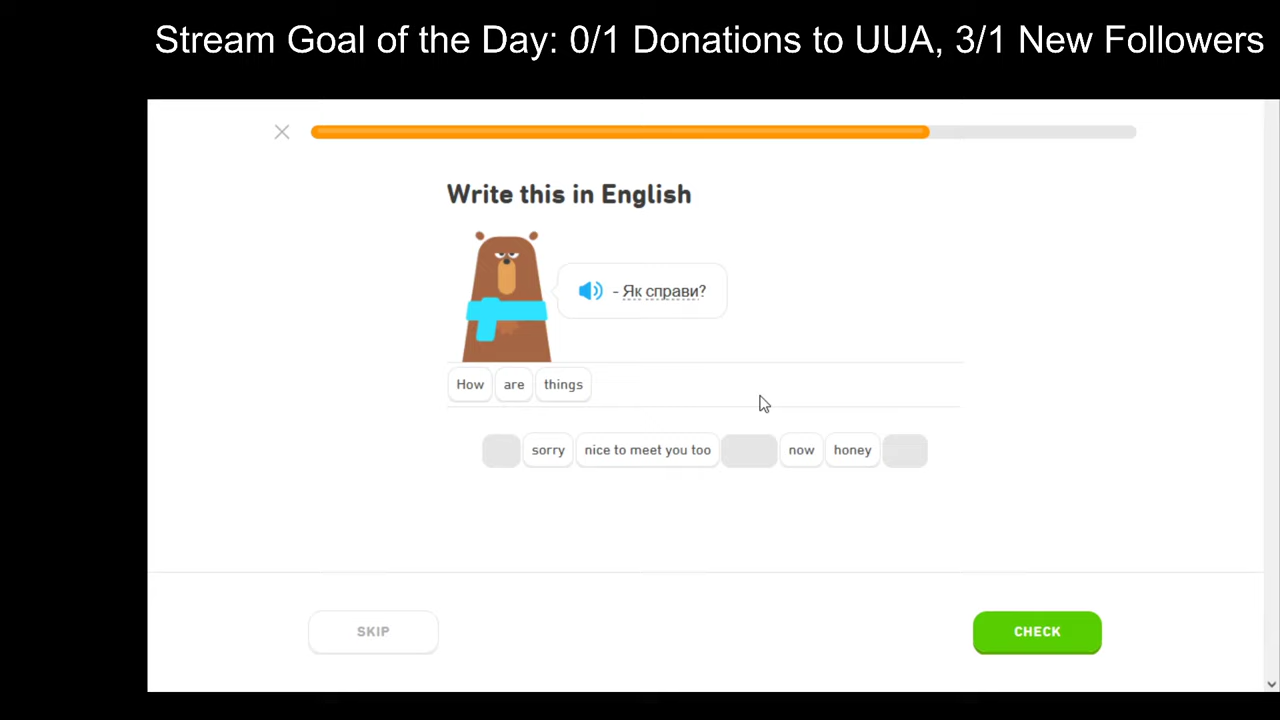 Stream Goal of the Day: 0/1 Donations to UUA, 3/1 New Followers
Write this in English
- Як справи?
How are things
sorry nice to meet you too now honey
SKIP CHECK